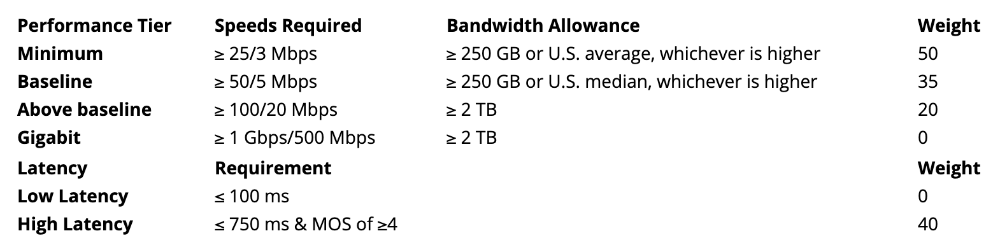 Performance Tier Speeds Required Bandwidth Allowance Weight
Minimum ≥ 25/3 Mbps ≥ 250 GB or U.S. average, whichever is higher 50
Baseline ≥ 50/5 Mbps ≥ 250 GB or U.S. median, whichever is higher 35
Above baseline ≥ 100/20 Mbps ≥ 2 TB 20
Gigabit ≥ 1 Gbps/500 Mbps ≥ 2 TB 0
Latency Requirement Weight
Low Latency ≤ 100 ms 0
High Latency ≤ 750 ms & MOS of ≥4 40